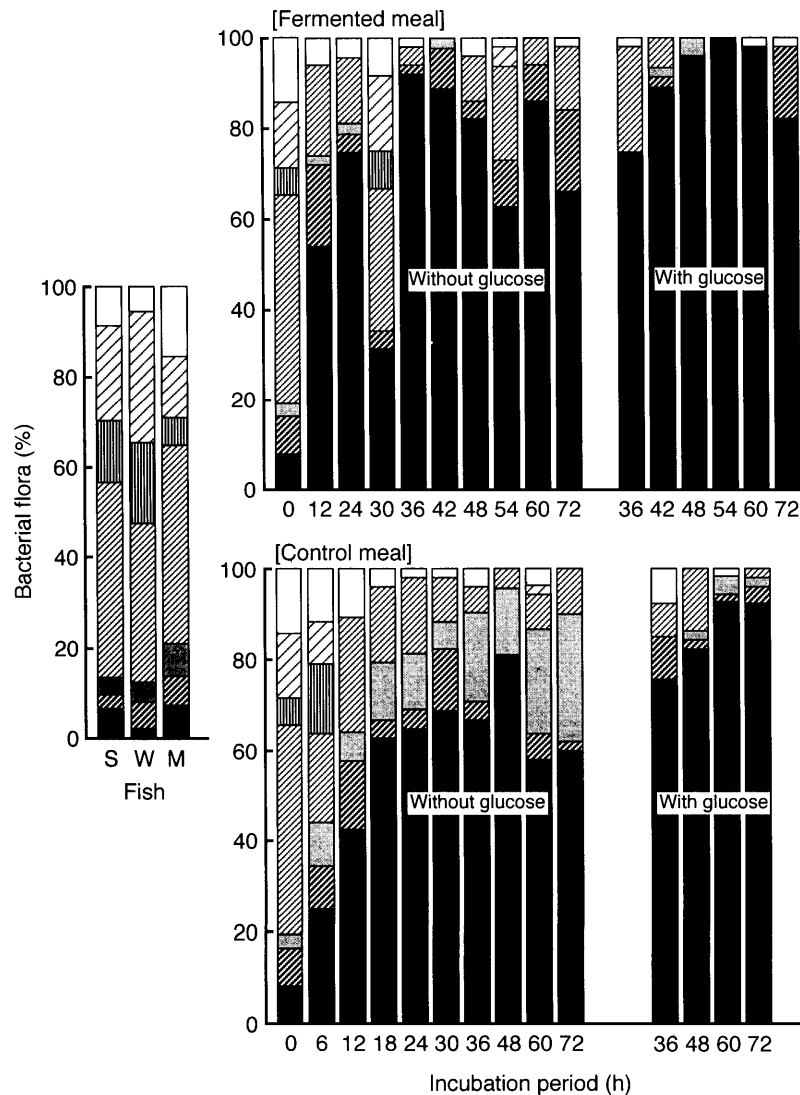 [Fermented meal]
100
80
60
40
20
0
Without glucose
With glucose
0 12 24 30 36 42 48 54 60 72
36 42 48 54 60 72
Bacterial flora (%)
100
80
60
40
20
0
S W M
Fish
[Control meal]
100
80
60
40
20
0
Without glucose
With glucose
0 6 12 18 24 30 36 48 60 72
36 48 60 72
Incubation period (h)